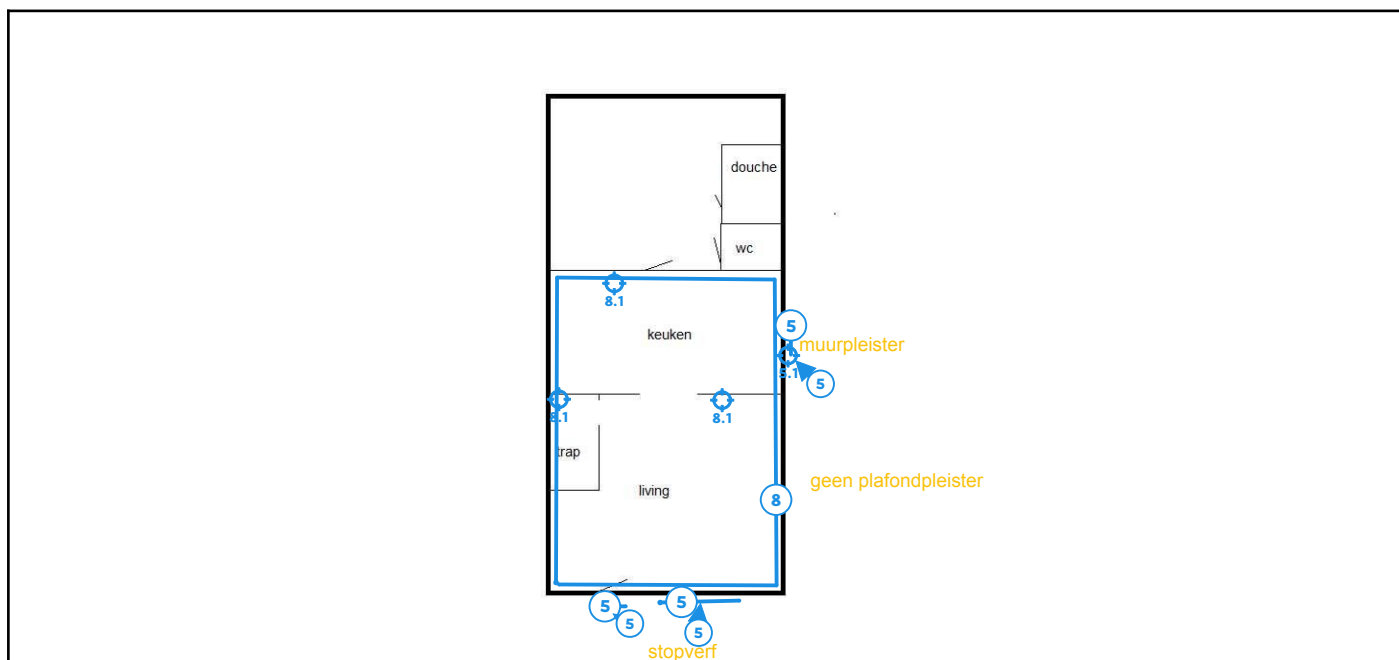 douche
wc
8.1
keuken
5
muurpleister
5.1
5
8.1
8.1
trap
geen plafondpleister
living
8
5
5
5
5
stopverf